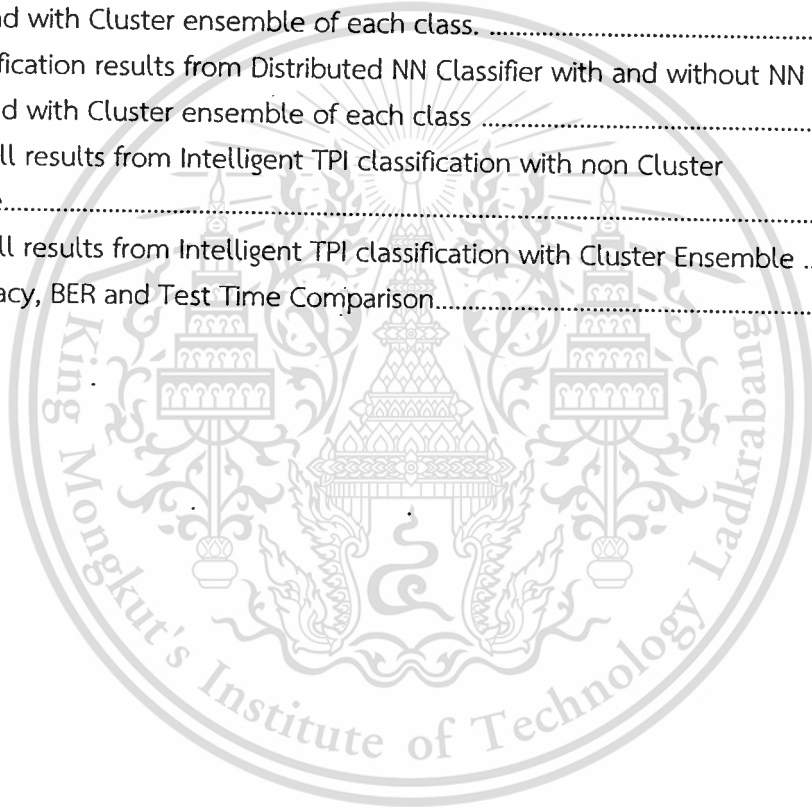 nd with Cluster ensemble of each class. ................................................
fication results from Distributed NN Classifier with and without NN
d with Cluster ensemble of each class ................................................
ll results from Intelligent TPI classification with non Cluster
e................................................
ll results from Intelligent TPI classification with Cluster Ensemble ..
acy, BER and Test Time Comparison................................................
King Mongkut's Institute of Technology Ladkrabang